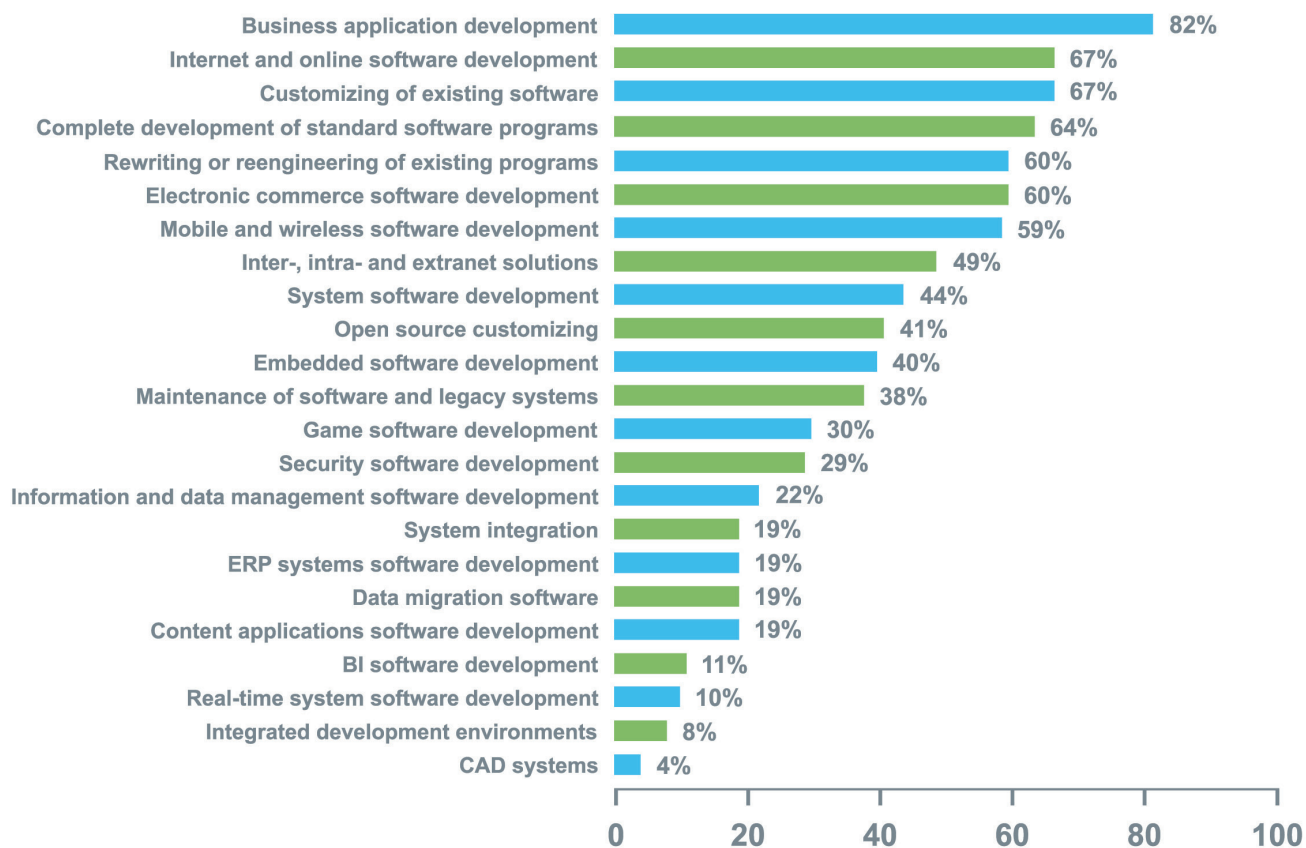 Business application development 82%
Internet and online software development 67%
Customizing of existing software 67%
Complete development of standard software programs 64%
Rewriting or reengineering of existing programs 60%
Electronic commerce software development 60%
Mobile and wireless software development 59%
Inter-, intra- and extranet solutions 49%
System software development 44%
Open source customizing 41%
Embedded software development 40%
Maintenance of software and legacy systems 38%
Game software development 30%
Security software development 29%
Information and data management software development 22%
System integration 19%
ERP systems software development 19%
Data migration software 19%
Content applications software development 19%
BI software development 11%
Real-time system software development 10%
Integrated development environments 8%
CAD systems 4%
0 20 40 60 80 100